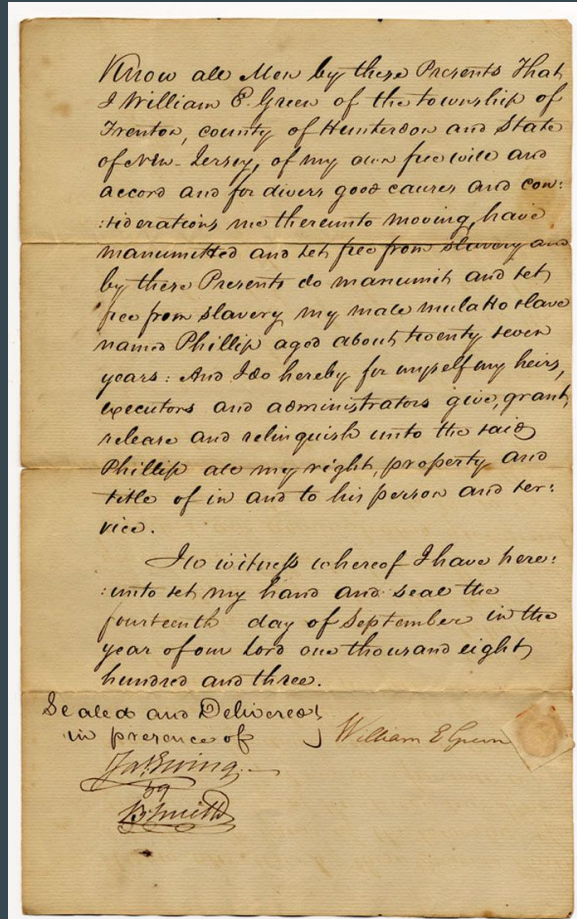 Know all Men by these Presents That
I William E. Green of the township of
Trenton, county of Hunterdon and State
of New-Jersey, of my own free will and
accord and for divers good causes and con:
:siderations me thereunto moving, have
manumitted and set free from slavery and
by these Presents do manumit and set
free from slavery my male mulatto slave
named Phillip aged about twenty seven
years: And I do hereby for myself my heirs,
executors and administrators give, grant,
release and relinquish unto the said
Phillip all my right, property and
title of in and to his person and ser:
vice.
In witness whereof I have here:
:unto set my hand and seal the
fourteenth day of September in the
year of our Lord one thousand eight
hundred and three.
Sealed and Delivered
in presence of
William E Green
Jas. Ewing
B. Smith